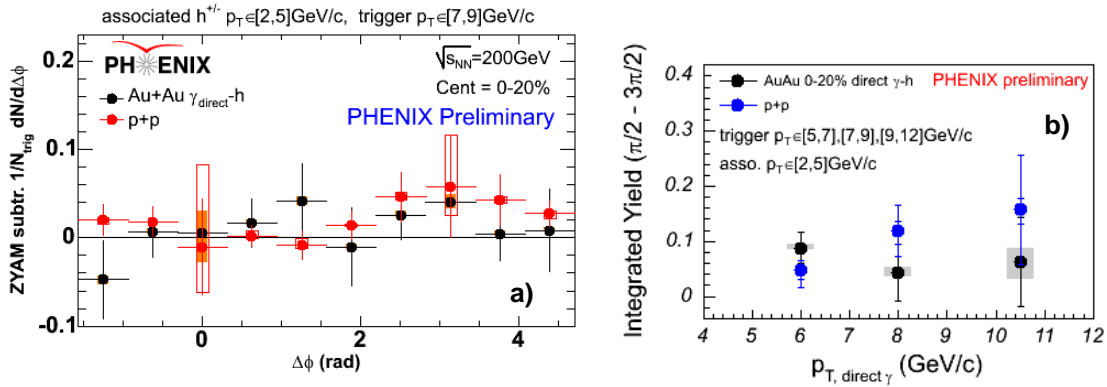 associated h+/- pT∈[2,5]GeV/c, trigger pT∈[7,9]GeV/c
ZYAM subtr. 1/Ntrig dN/dΔϕ
0.2
0.1
0
-0.1
PHENIX
√sNN=200GeV
Cent = 0-20%
Au+Au γdirect-h
p+p
PHENIX Preliminary
a)
0
2
4
Δϕ (rad)
Integrated Yield (π/2 - 3π/2)
0.4
0.3
0.2
0.1
0
AuAu 0-20% direct γ-h
PHENIX preliminary
p+p
b)
trigger pT∈[5,7],[7,9],[9,12]GeV/c
asso. pT∈[2,5]GeV/c
4 5 6 7 8 9 10 11 12
pT, direct γ (GeV/c)